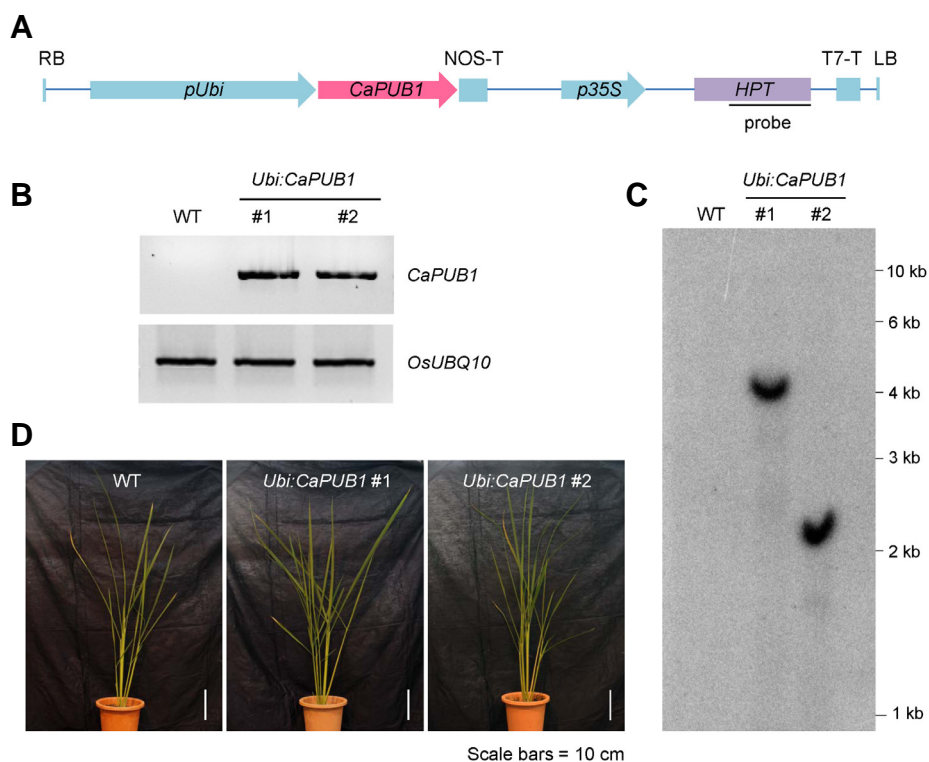 A
RB
pUbi
CaPUB1
NOS-T
p35S
HPT
T7-T
LB
probe
B
Ubi:CaPUB1
WT
#1
#2
CaPUB1
OsUBQ10
C
Ubi:CaPUB1
WT
#1
#2
10 kb
6 kb
4 kb
3 kb
2 kb
1 kb
D
WT
Ubi:CaPUB1 #1
Ubi:CaPUB1 #2
Scale bars = 10 cm